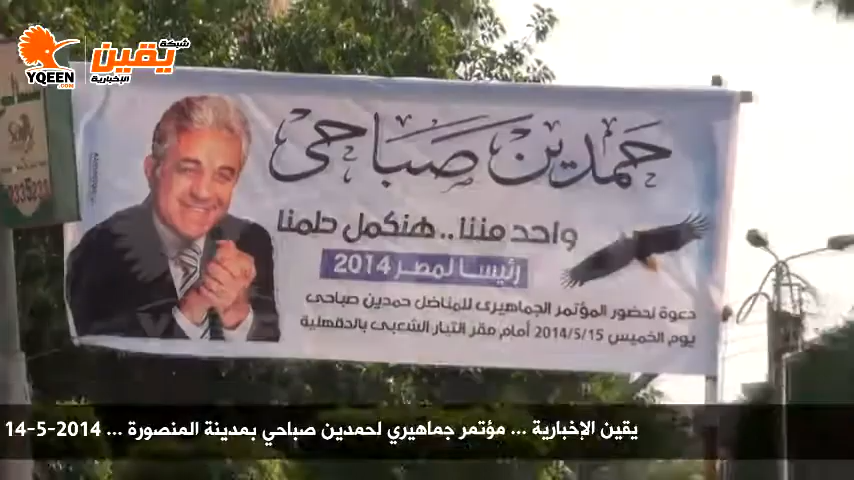 YQEEN
.COM
شبكة
يقين
الإخبارية
حمدين صباحى
واحد مننا .. هنكمل حلمنا
رئيسا لمصر 2014
دعوة لحضور المؤتمر الجماهيرى للمناضل حمدين صباحى
يوم الخميس 2014/5/15 أمام مقر التيار الشعبى بالدقهلية
يقين الإخبارية ... مؤتمر جماهيري لحمدين صباحي بمدينة المنصورة ... 2014-5-14